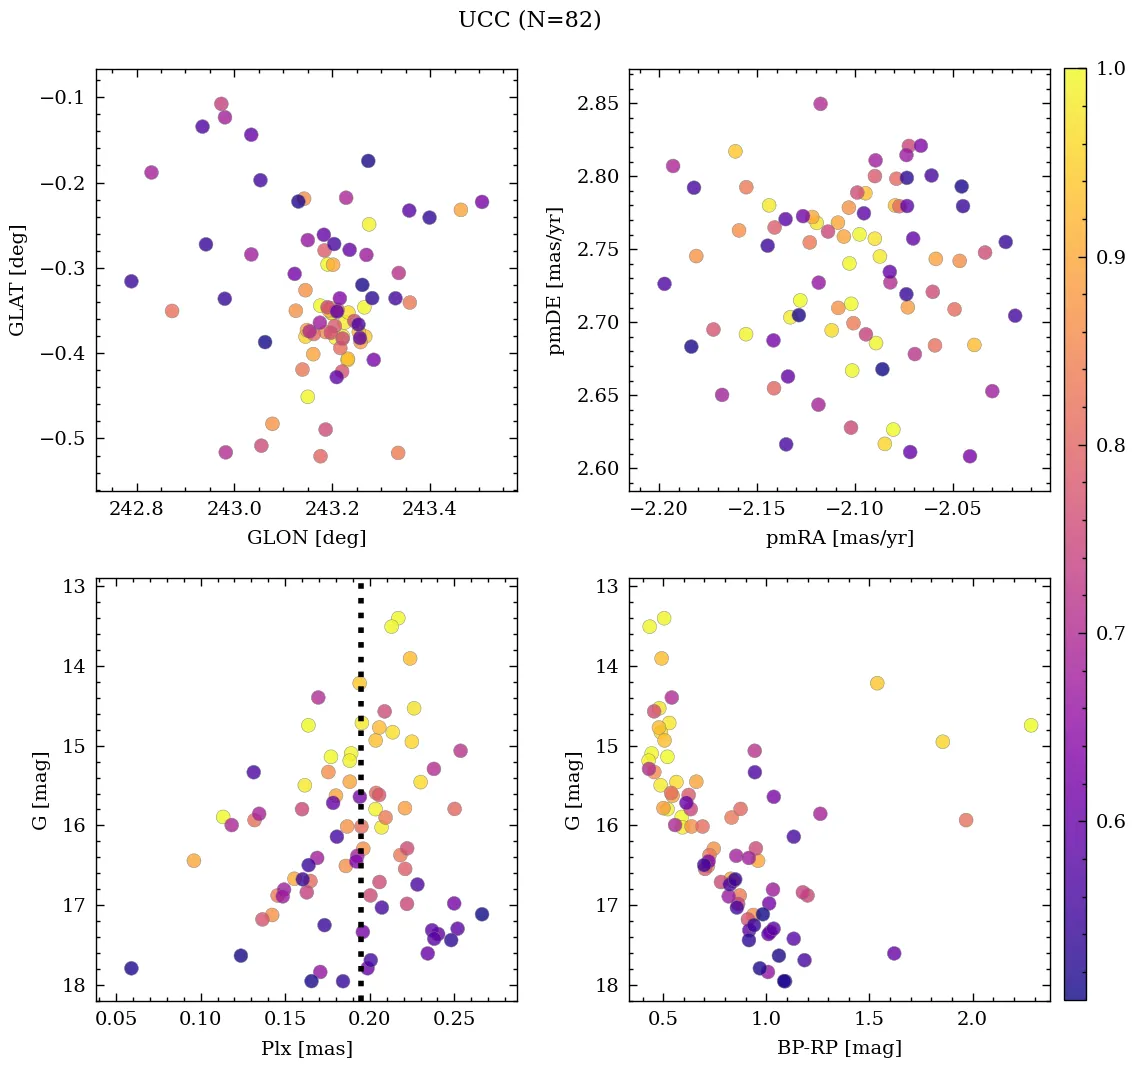 UCC (N=82)
−0.1
−0.2
−0.3
−0.4
−0.5
GLAT [deg]
242.8 243.0 243.2 243.4
GLON [deg]
2.85
2.80
2.75
2.70
2.65
2.60
pmDE [mas/yr]
−2.20 −2.15 −2.10 −2.05
pmRA [mas/yr]
1.0
0.9
0.8
0.7
0.6
13
14
15
16
17
18
G [mag]
0.05 0.10 0.15 0.20 0.25
Plx [mas]
13
14
15
16
17
18
G [mag]
0.5 1.0 1.5 2.0
BP-RP [mag]